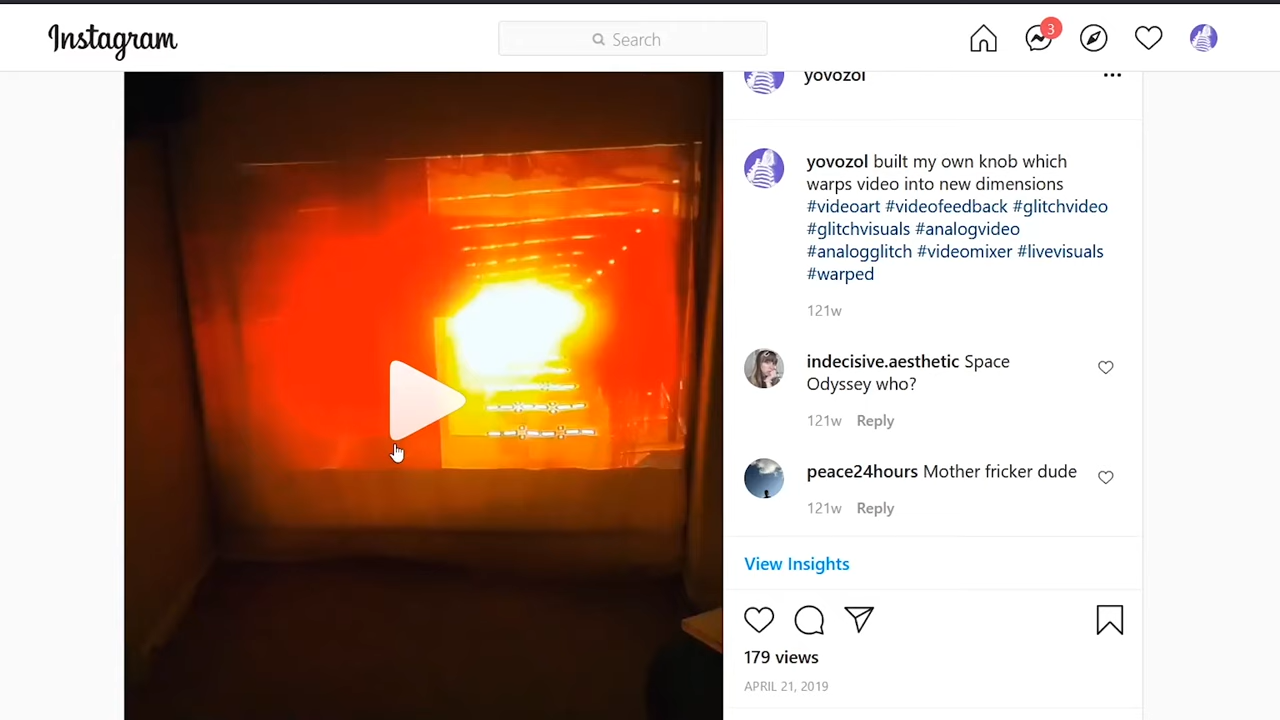 Instagram
Search
3
yovozol
yovozol built my own knob which
warps video into new dimensions
#videoart #videofeedback #glitchvideo
#glitchvisuals #analogvideo
#analogglitch #videomixer #livevisuals
#warped
121w
indecisive.aesthetic Space
Odyssey who?
121w Reply
peace24hours Mother fricker dude
121w Reply
View Insights
179 views
APRIL 21, 2019